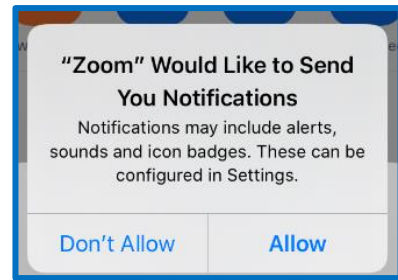 “Zoom” Would Like to Send
You Notifications
Notifications may include alerts,
sounds and icon badges. These can be
configured in Settings.
Don’t Allow
Allow